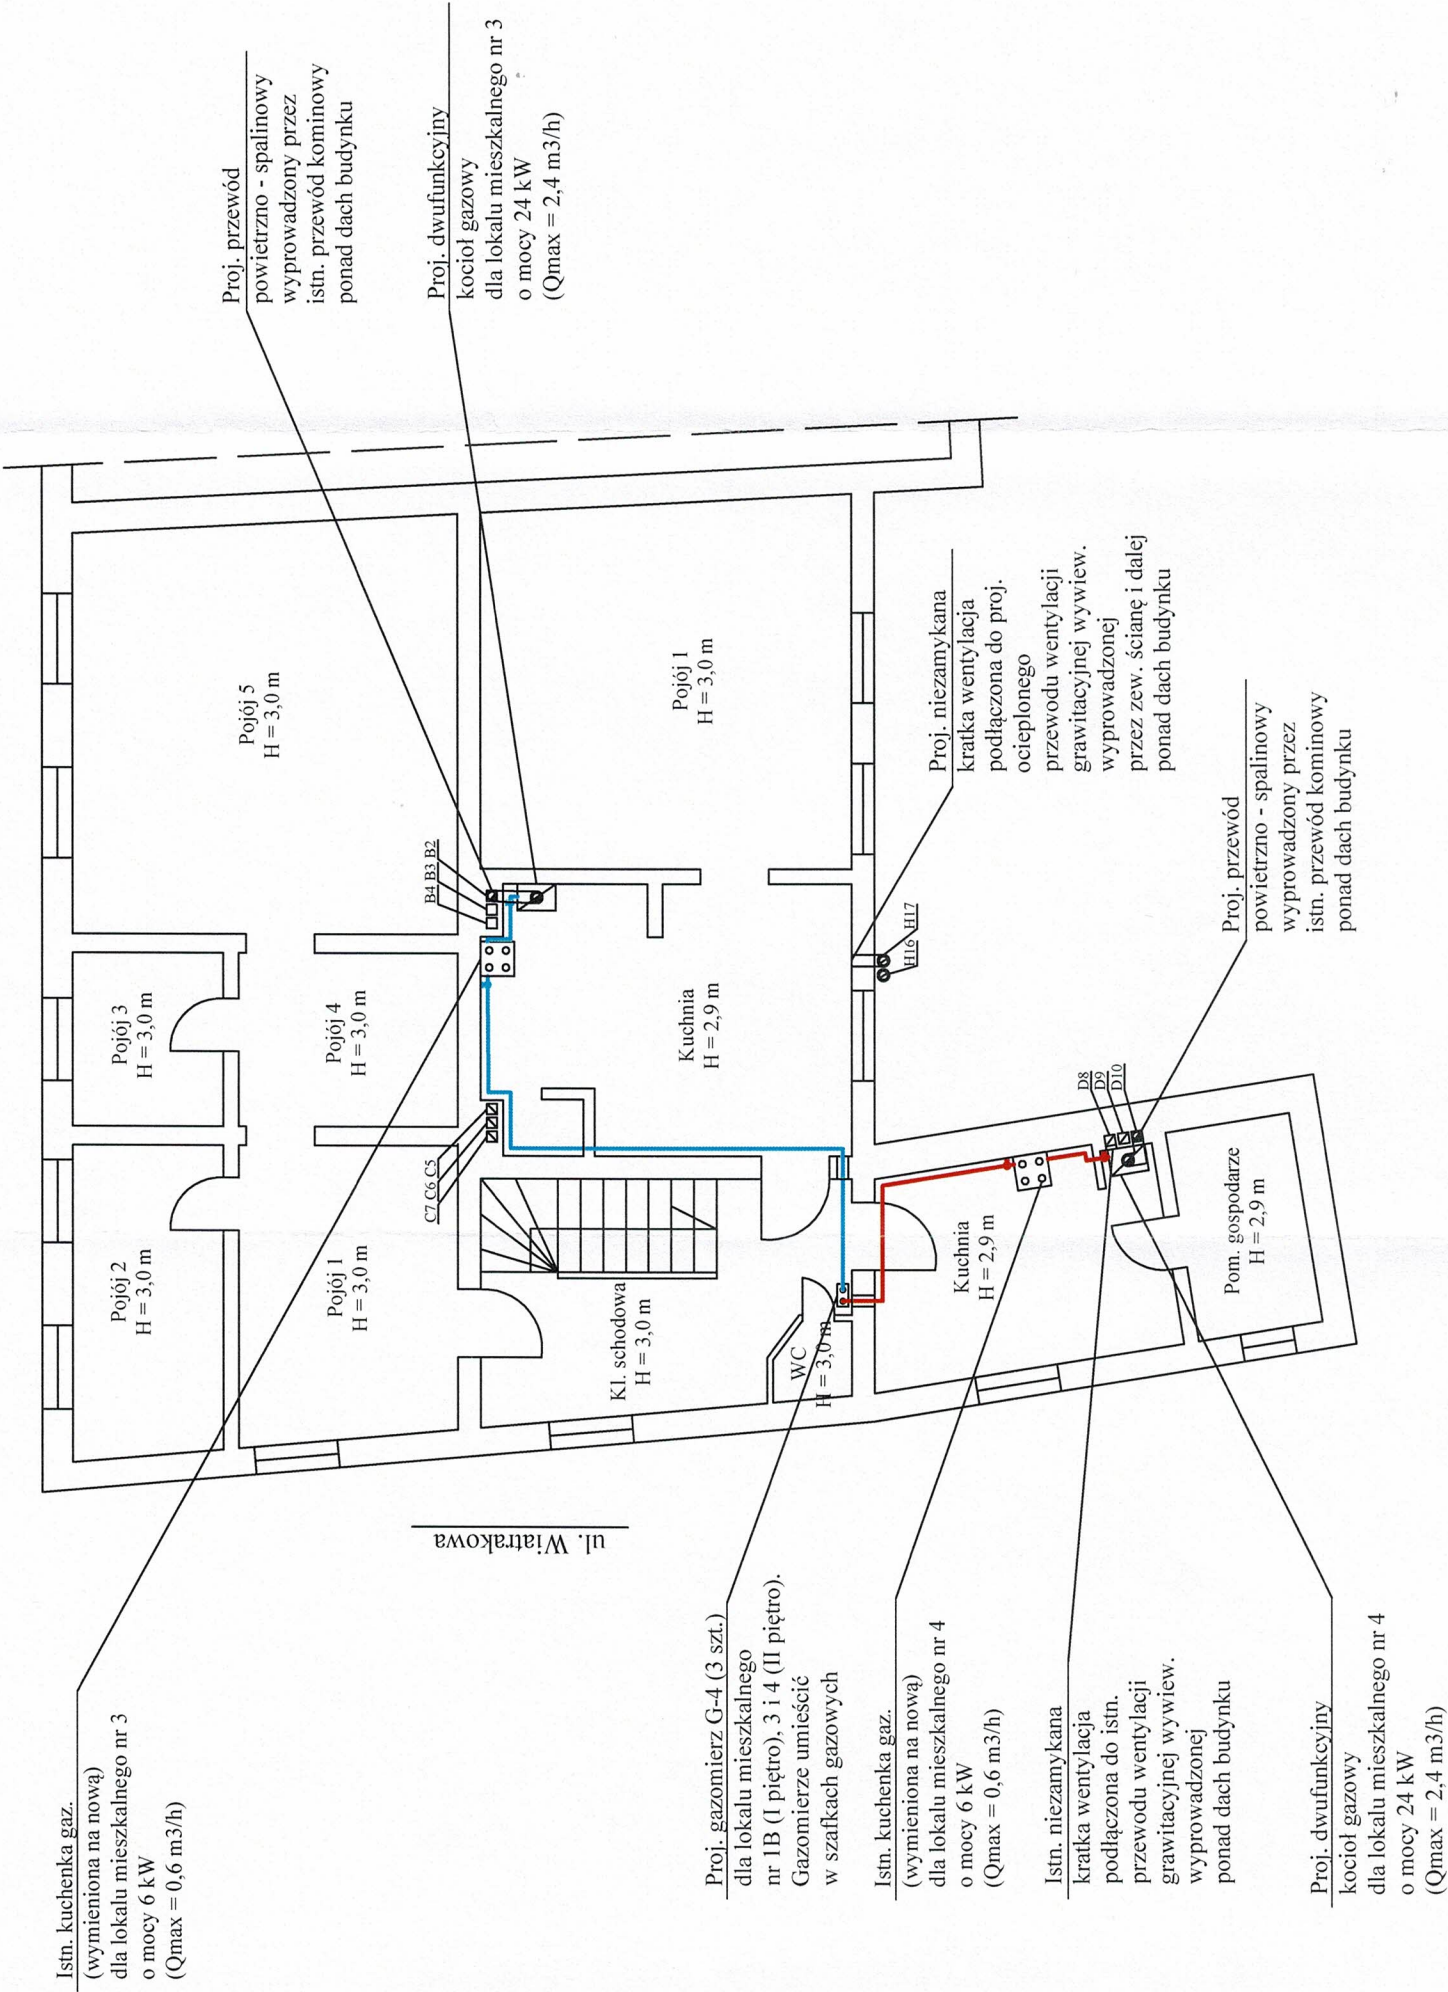 Istn. kuchenka gaz.
(wymieniona na nową)
dla lokalu mieszkalnego nr 3
o mocy 6 kW
(Qmax = 0,6 m3/h)
Proj. przewód
powietrzno - spalinowy
wyprowadzony przez
istn. przewód kominowy
ponad dach budynku
Proj. dwufunkcyjny
kocioł gazowy
dla lokalu mieszkalnego nr 3
o mocy 24 kW
(Qmax = 2,4 m3/h)
Pojój 2
H = 3,0 m
Pojój 3
H = 3,0 m
Pojój 5
H = 3,0 m
Pojój 1
H = 3,0 m
Pojój 4
H = 3,0 m
C7 C6 C5
B4 B3 B2
Kl. schodowa
H = 3,0 m
Kuchnia
H = 2,9 m
Pojój 1
H = 3,0 m
WC
H = 3,0 m
H16 H17
ul. Wiatrakowa
Proj. niezamykana
kratka wentylacja
podłączona do proj.
ocieplonego
przewodu wentylacji
grawitacyjnej wywiew.
wyprowadzonej
przez zew. ścianę i dalej
ponad dach budynku
Kuchnia
H = 2,9 m
D8
D9
D10
Pom. gospodarze
H = 2,9 m
Proj. przewód
powietrzno - spalinowy
wyprowadzony przez
istn. przewód kominowy
ponad dach budynku
Proj. gazomierz G-4 (3 szt.)
dla lokalu mieszkalnego
nr 1B (I piętro), 3 i 4 (II piętro).
Gazomierze umieścić
w szafkach gazowych
Istn. kuchenka gaz.
(wymieniona na nową)
dla lokalu mieszkalnego nr 4
o mocy 6 kW
(Qmax = 0,6 m3/h)
Istn. niezamykana
kratka wentylacja
podłączona do istn.
przewodu wentylacji
grawitacyjnej wywiew.
wyprowadzonej
ponad dach budynku
Proj. dwufunkcyjny
kocioł gazowy
dla lokalu mieszkalnego nr 4
o mocy 24 kW
(Qmax = 2,4 m3/h)